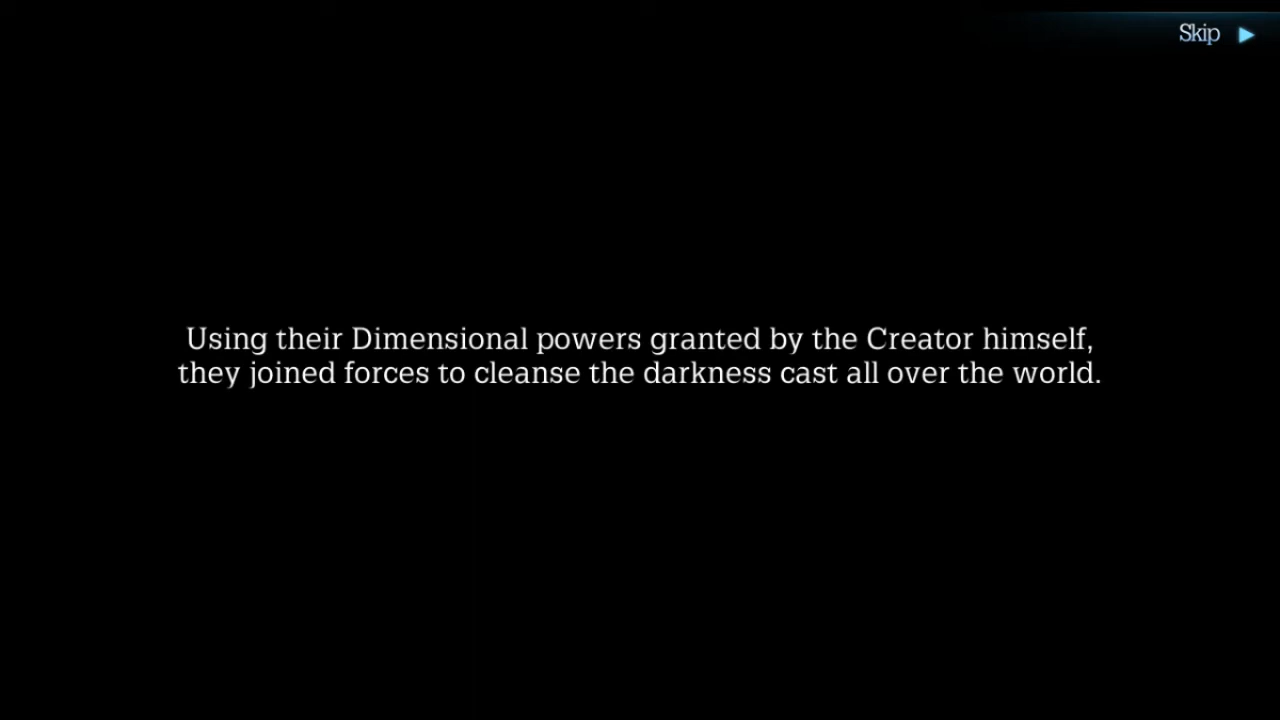 Skip
Using their Dimensional powers granted by the Creator himself,
they joined forces to cleanse the darkness cast all over the world.